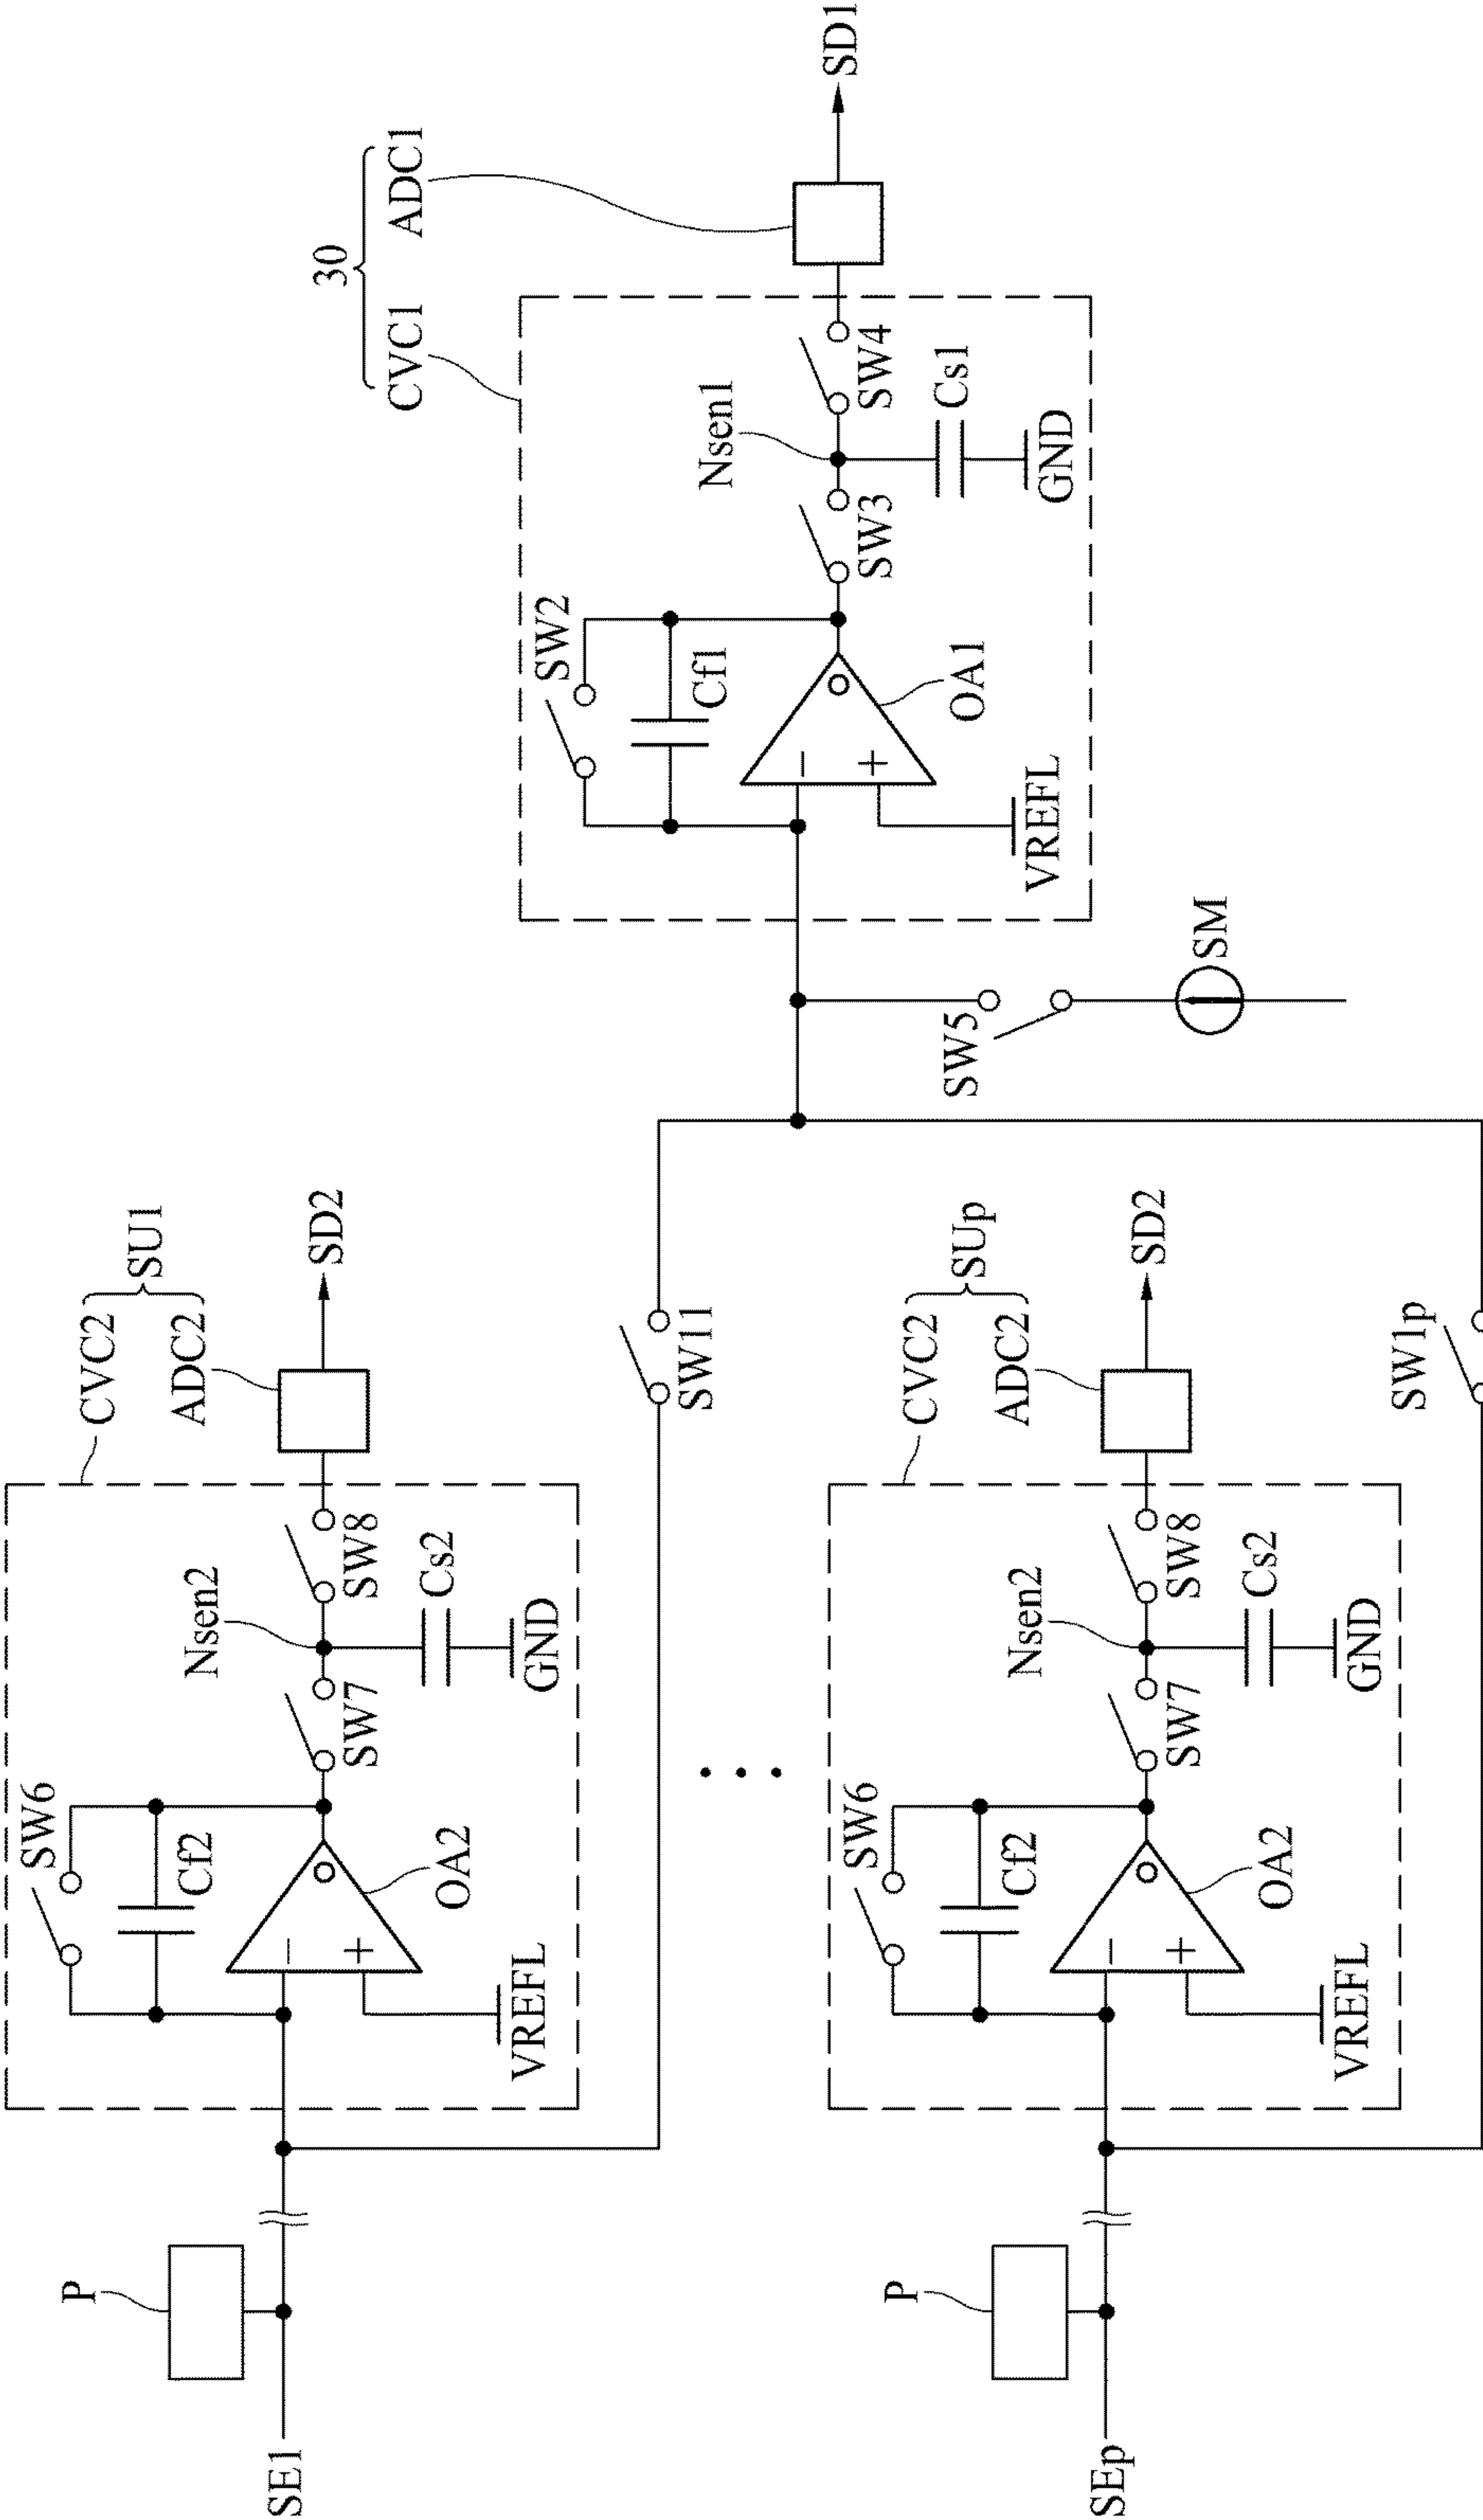 SE1
P
VREFL
OA2
Cf2
SW6
SW7
Nsen2
SW8
Cs2
GND
CVC2
ADC2
SU1
SD2
SW11
SEp
P
VREFL
OA2
Cf2
SW6
SW7
Nsen2
SW8
Cs2
GND
CVC2
ADC2
SUp
SD2
SW1p
SW5
SM
VREFL
OA1
Cf1
SW2
SW3
Nsen1
SW4
Cs1
GND
30
CVC1 ADC1
SD1